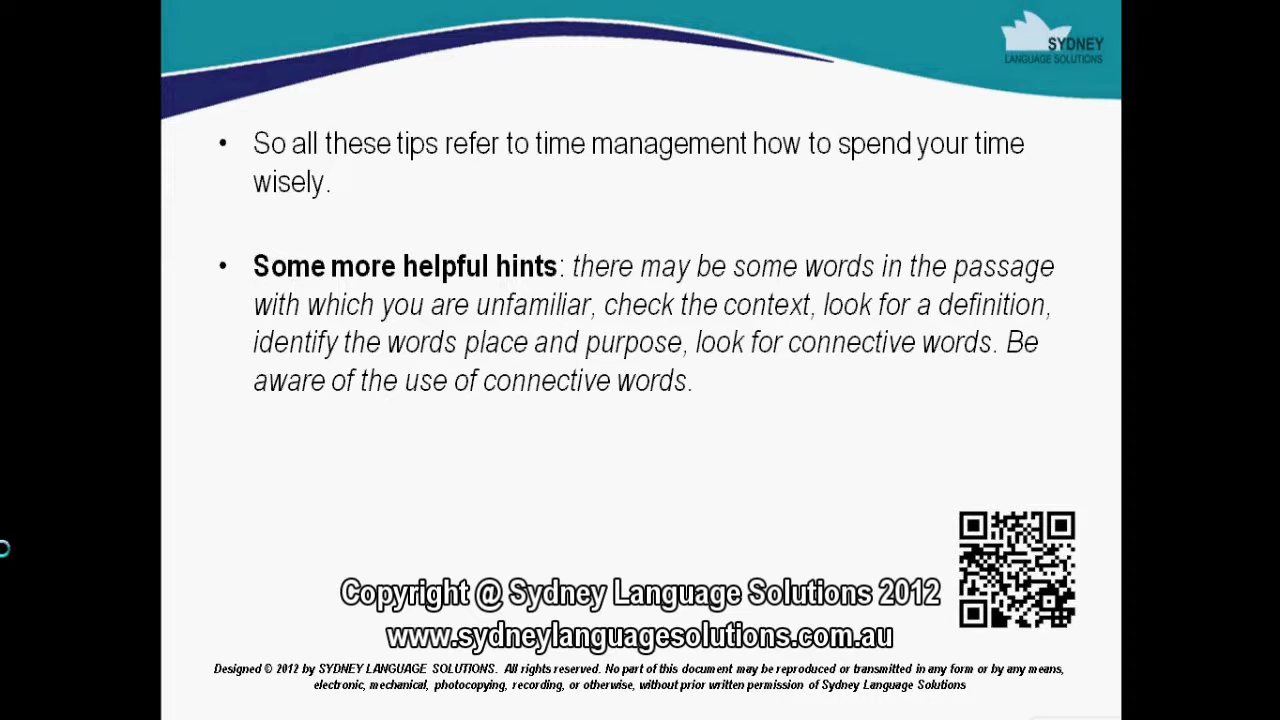 SYDNEY
LANGUAGE SOLUTIONS
• So all these tips refer to time management how to spend your time
wisely.
• Some more helpful hints: there may be some words in the passage
with which you are unfamiliar, check the context, look for a definition,
identify the words place and purpose, look for connective words. Be
aware of the use of connective words.
Copyright @ Sydney Language Solutions 2012
www.sydneylanguagesolutions.com.au
Designed © 2012 by SYDNEY LANGUAGE SOLUTIONS. All rights reserved. No part of this document may be reproduced or transmitted in any form or by any means,
electronic, mechanical, photocopying, recording, or otherwise, without prior written permission of Sydney Language Solutions